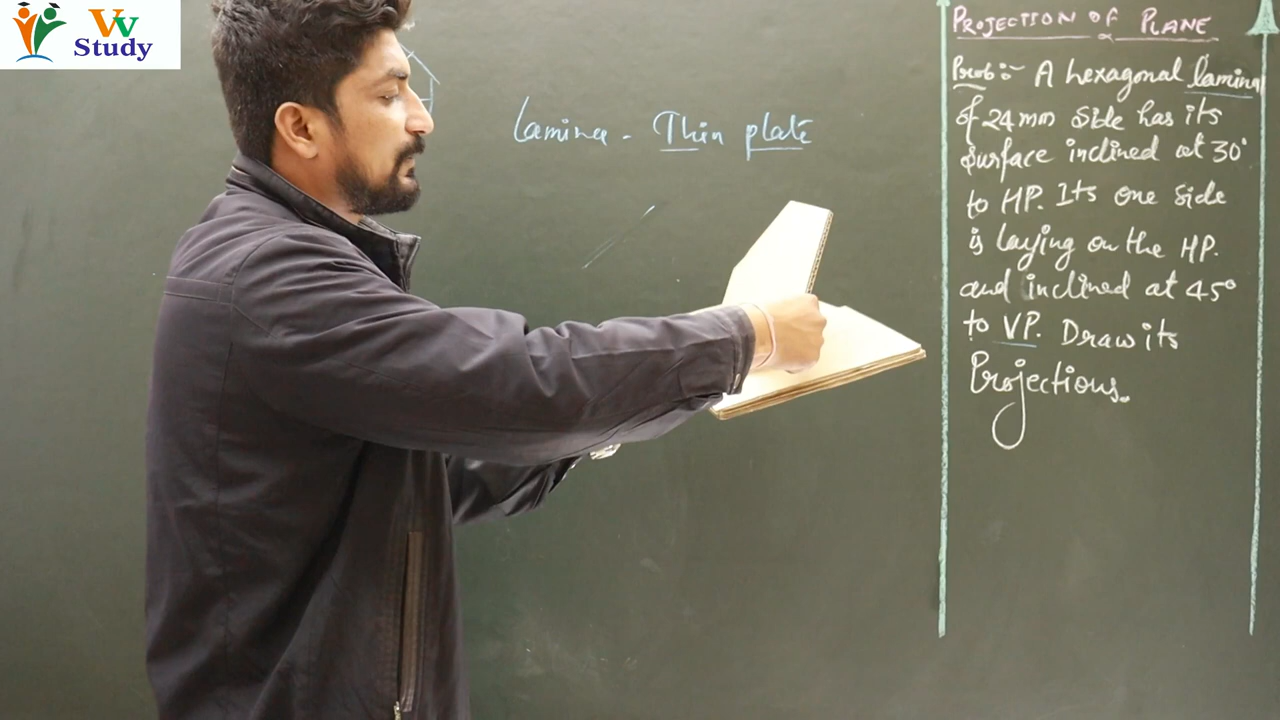 Vv
Study
Lamina - Thin plate
PROJECTION OF PLANE
Prob:- A hexagonal lamina
of 24mm side has its
surface inclined at 30°
to HP. Its one side
is laying on the HP.
and inclined at 45°
to VP. Draw its
Projections.